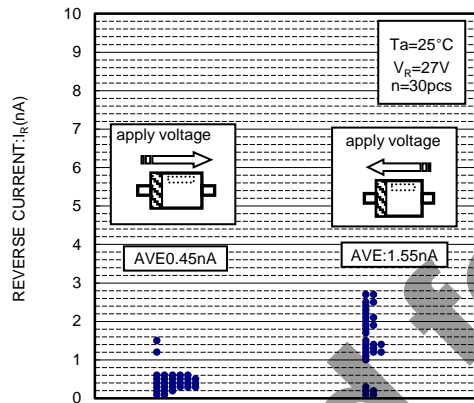 10
9
8
7
6
5
4
3
2
1
0
REVERSE CURRENT:IR(nA)
Ta=25°C
VR=27V
n=30pcs
apply voltage
apply voltage
AVE0.45nA
AVE:1.55nA